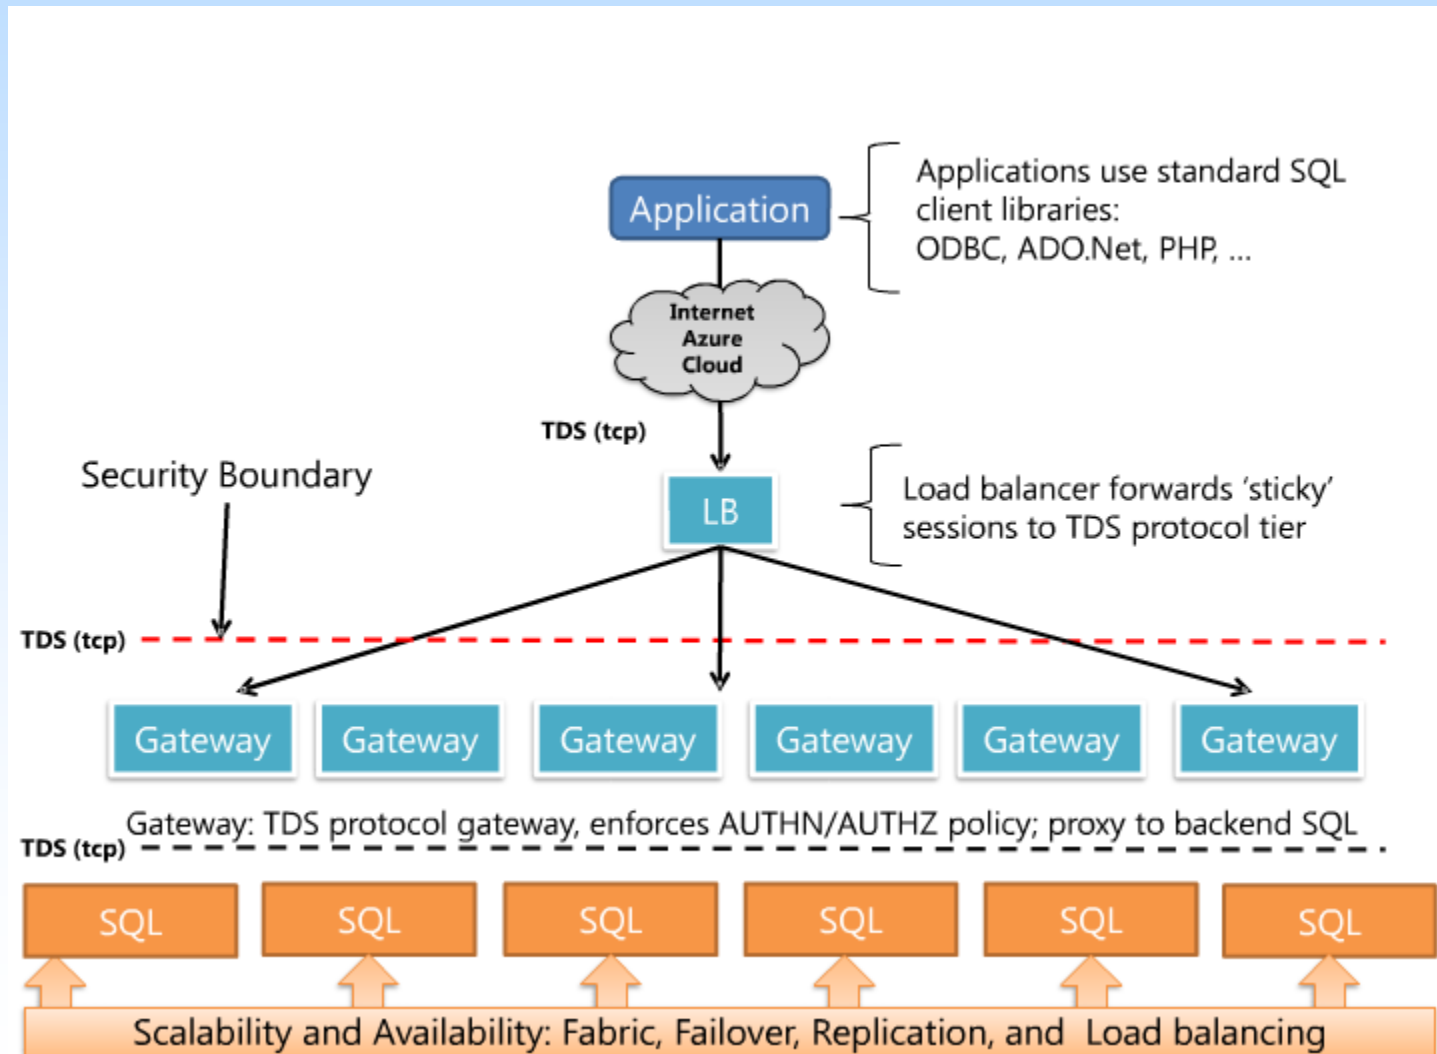 Application
Applications use standard SQL
client libraries:
ODBC, ADO.Net, PHP, ...
Internet
Azure
Cloud
TDS (tcp)
Security Boundary
LB
Load balancer forwards ‘sticky’
sessions to TDS protocol tier
TDS (tcp)
Gateway
Gateway
Gateway
Gateway
Gateway
Gateway
Gateway: TDS protocol gateway, enforces AUTHN/AUTHZ policy; proxy to backend SQL
TDS (tcp)
SQL
SQL
SQL
SQL
SQL
SQL
Scalability and Availability: Fabric, Failover, Replication, and Load balancing